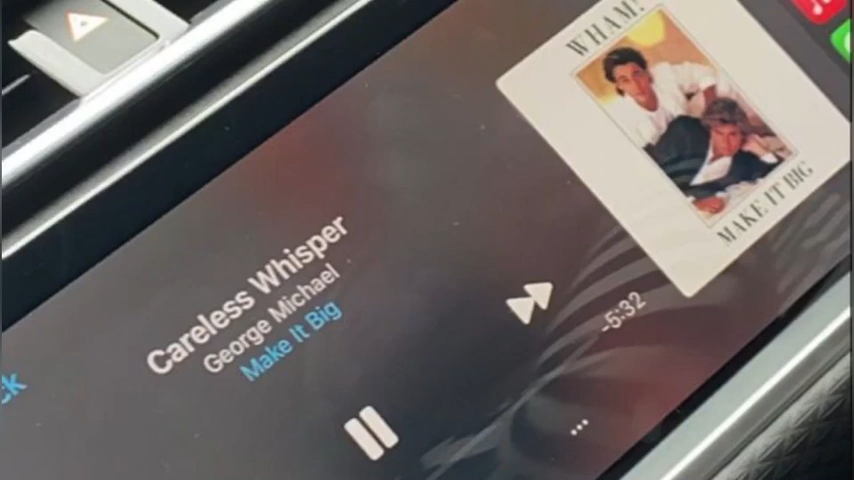 WHAM!
MAKE IT BIG
Careless Whisper
George Michael
Make It Big
-5:32